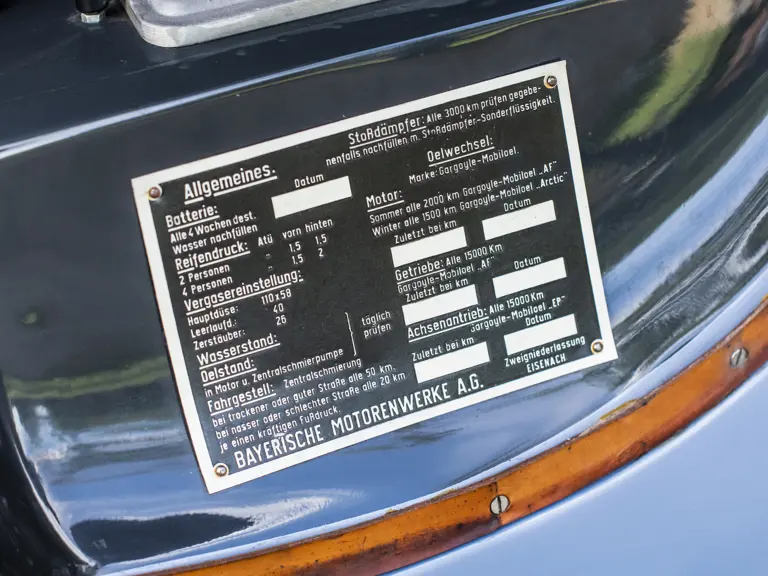 Allgemeines.
Datum
Batterie:
Alle 4 Wochen dest.
Wasser nachfüllen
Reifendruck: Atü vorn hinten
2 Personen " 1,5 1,5
4 Personen " 1,5 2
Vergasereinstellung:
Hauptdüse: 110x58
Leerlaufd.: 40
Zerstäuber: 26
Wasserstand:
Oelstand:
in Motor u. Zentralschmierpumpe } täglich prüfen
Fahrgestell: Zentralschmierung
bei trockener oder guter Straße alle 50 km,
bei nasser oder schlechter Straße alle 20 km
je einen kräftigen Fußdruck.
Stoßdämpfer: Alle 3000 km prüfen gegebe-
nenfalls nachfüllen m. Stoßdämpfer-Sonderflüssigkeit.
Oelwechsel:
Marke: Gargoyle-Mobiloel.
Motor:
Sommer alle 2000 km Gargoyle-Mobiloel „AF"
Winter alle 1500 km Gargoyle-Mobiloel „Arctic"
Zuletzt bei km Datum
Getriebe: Alle 15000 Km
Gargoyle-Mobiloel „AF"
Zuletzt bei km Datum
Achsenantrieb: Alle 15000 Km
Gargoyle-Mobiloel „EP"
Zuletzt bei km Datum
Zweigniederlassung
EISENACH
BAYERISCHE MOTORENWERKE A.G.